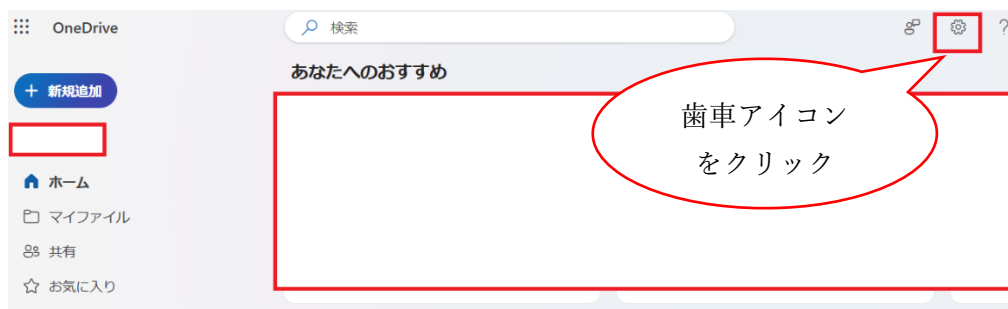 OneDrive
検索
?
あなたへのおすすめ
+ 新規追加
歯車アイコン
をクリック
ホーム
マイファイル
共有
お気に入り